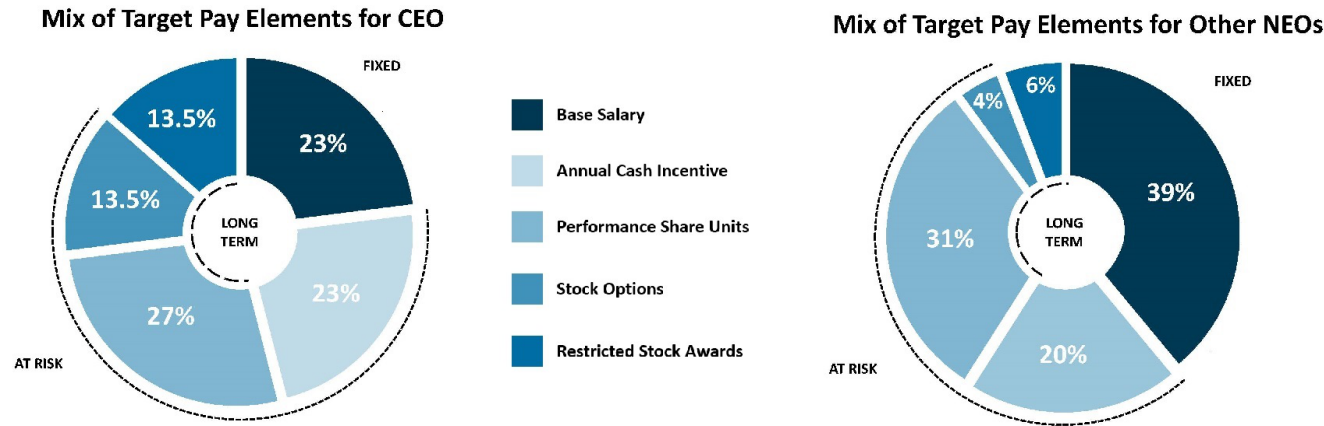 Mix of Target Pay Elements for CEO
FIXED
13.5%
23%
13.5%
LONG
TERM
27%
23%
AT RISK
Base Salary
Annual Cash Incentive
Performance Share Units
Stock Options
Restricted Stock Awards
Mix of Target Pay Elements for Other NEOs
FIXED
4%
6%
39%
31%
LONG
TERM
20%
AT RISK